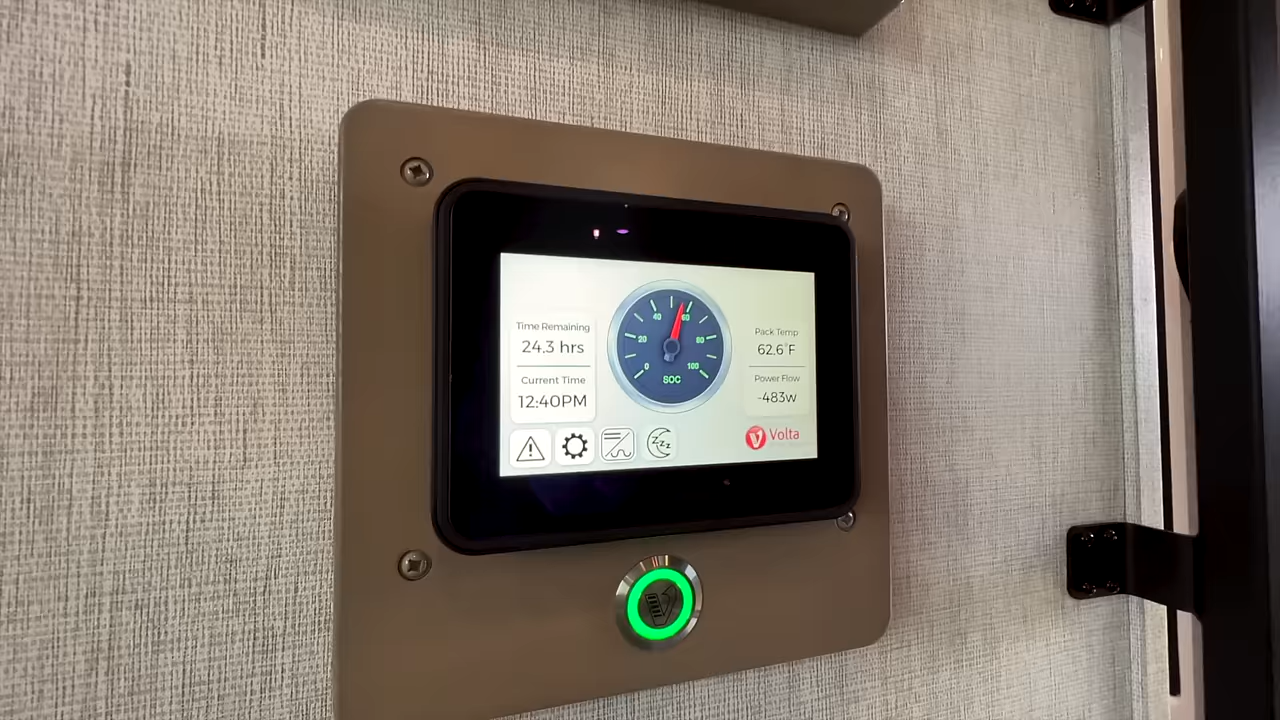 Time Remaining
24.3 hrs
Current Time
12:40PM
0
20
40
60
80
100
SOC
Pack Temp
62.6°F
Power Flow
-483w
zzz
Volta